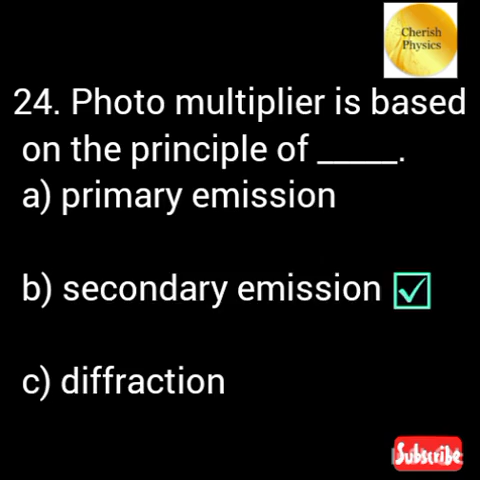 Cherish
Physics
24. Photo multiplier is based
on the principle of _____.
a) primary emission
b) secondary emission ☑
c) diffraction
Subscribe